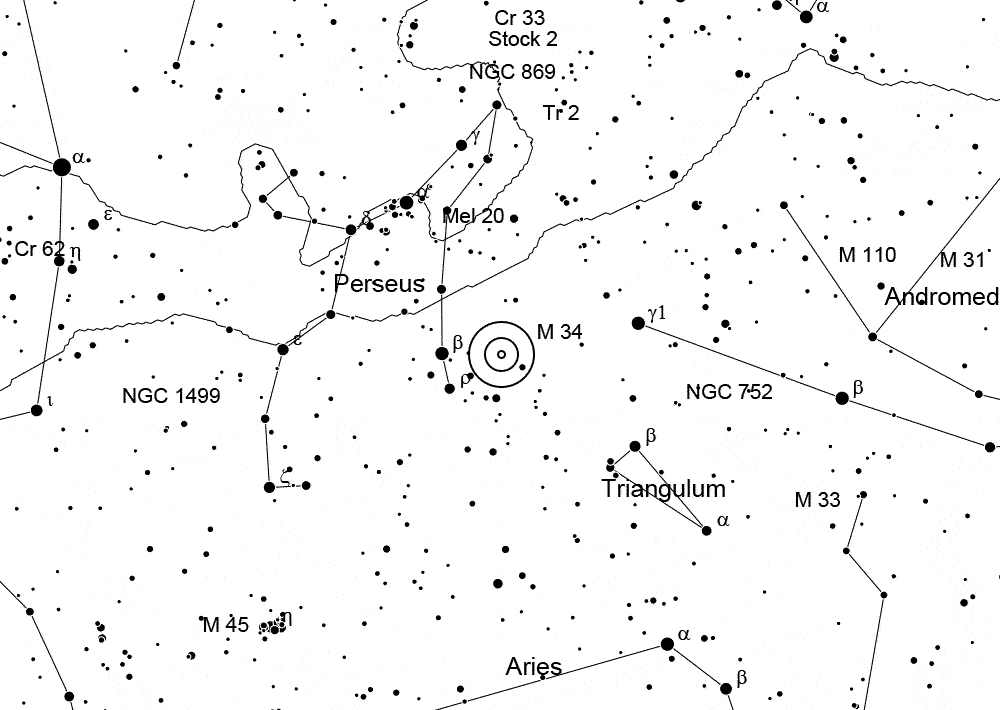 α
Cr 33
Stock 2
NGC 869
Tr 2
γ
α
ε
α
δ
Mel 20
Cr 62 η
M 110
M 31
Perseus
Andromed
γ1
M 34
ε
β
ρ
NGC 1499
NGC 752
β
ι
β
ζ
Triangulum
M 33
α
M 45
η
α
Aries
β